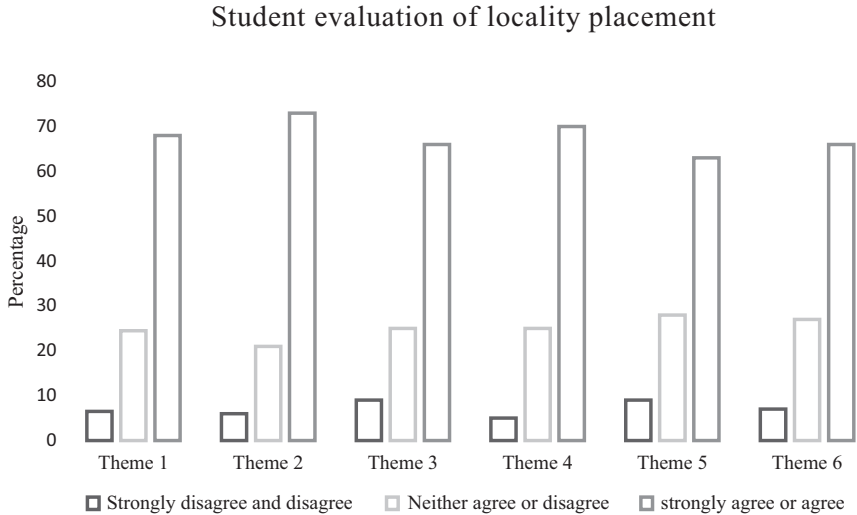 Student evaluation of locality placement
Percentage
80
70
60
50
40
30
20
10
0
Theme 1 Theme 2 Theme 3 Theme 4 Theme 5 Theme 6
Strongly disagree and disagree Neither agree or disagree strongly agree or agree